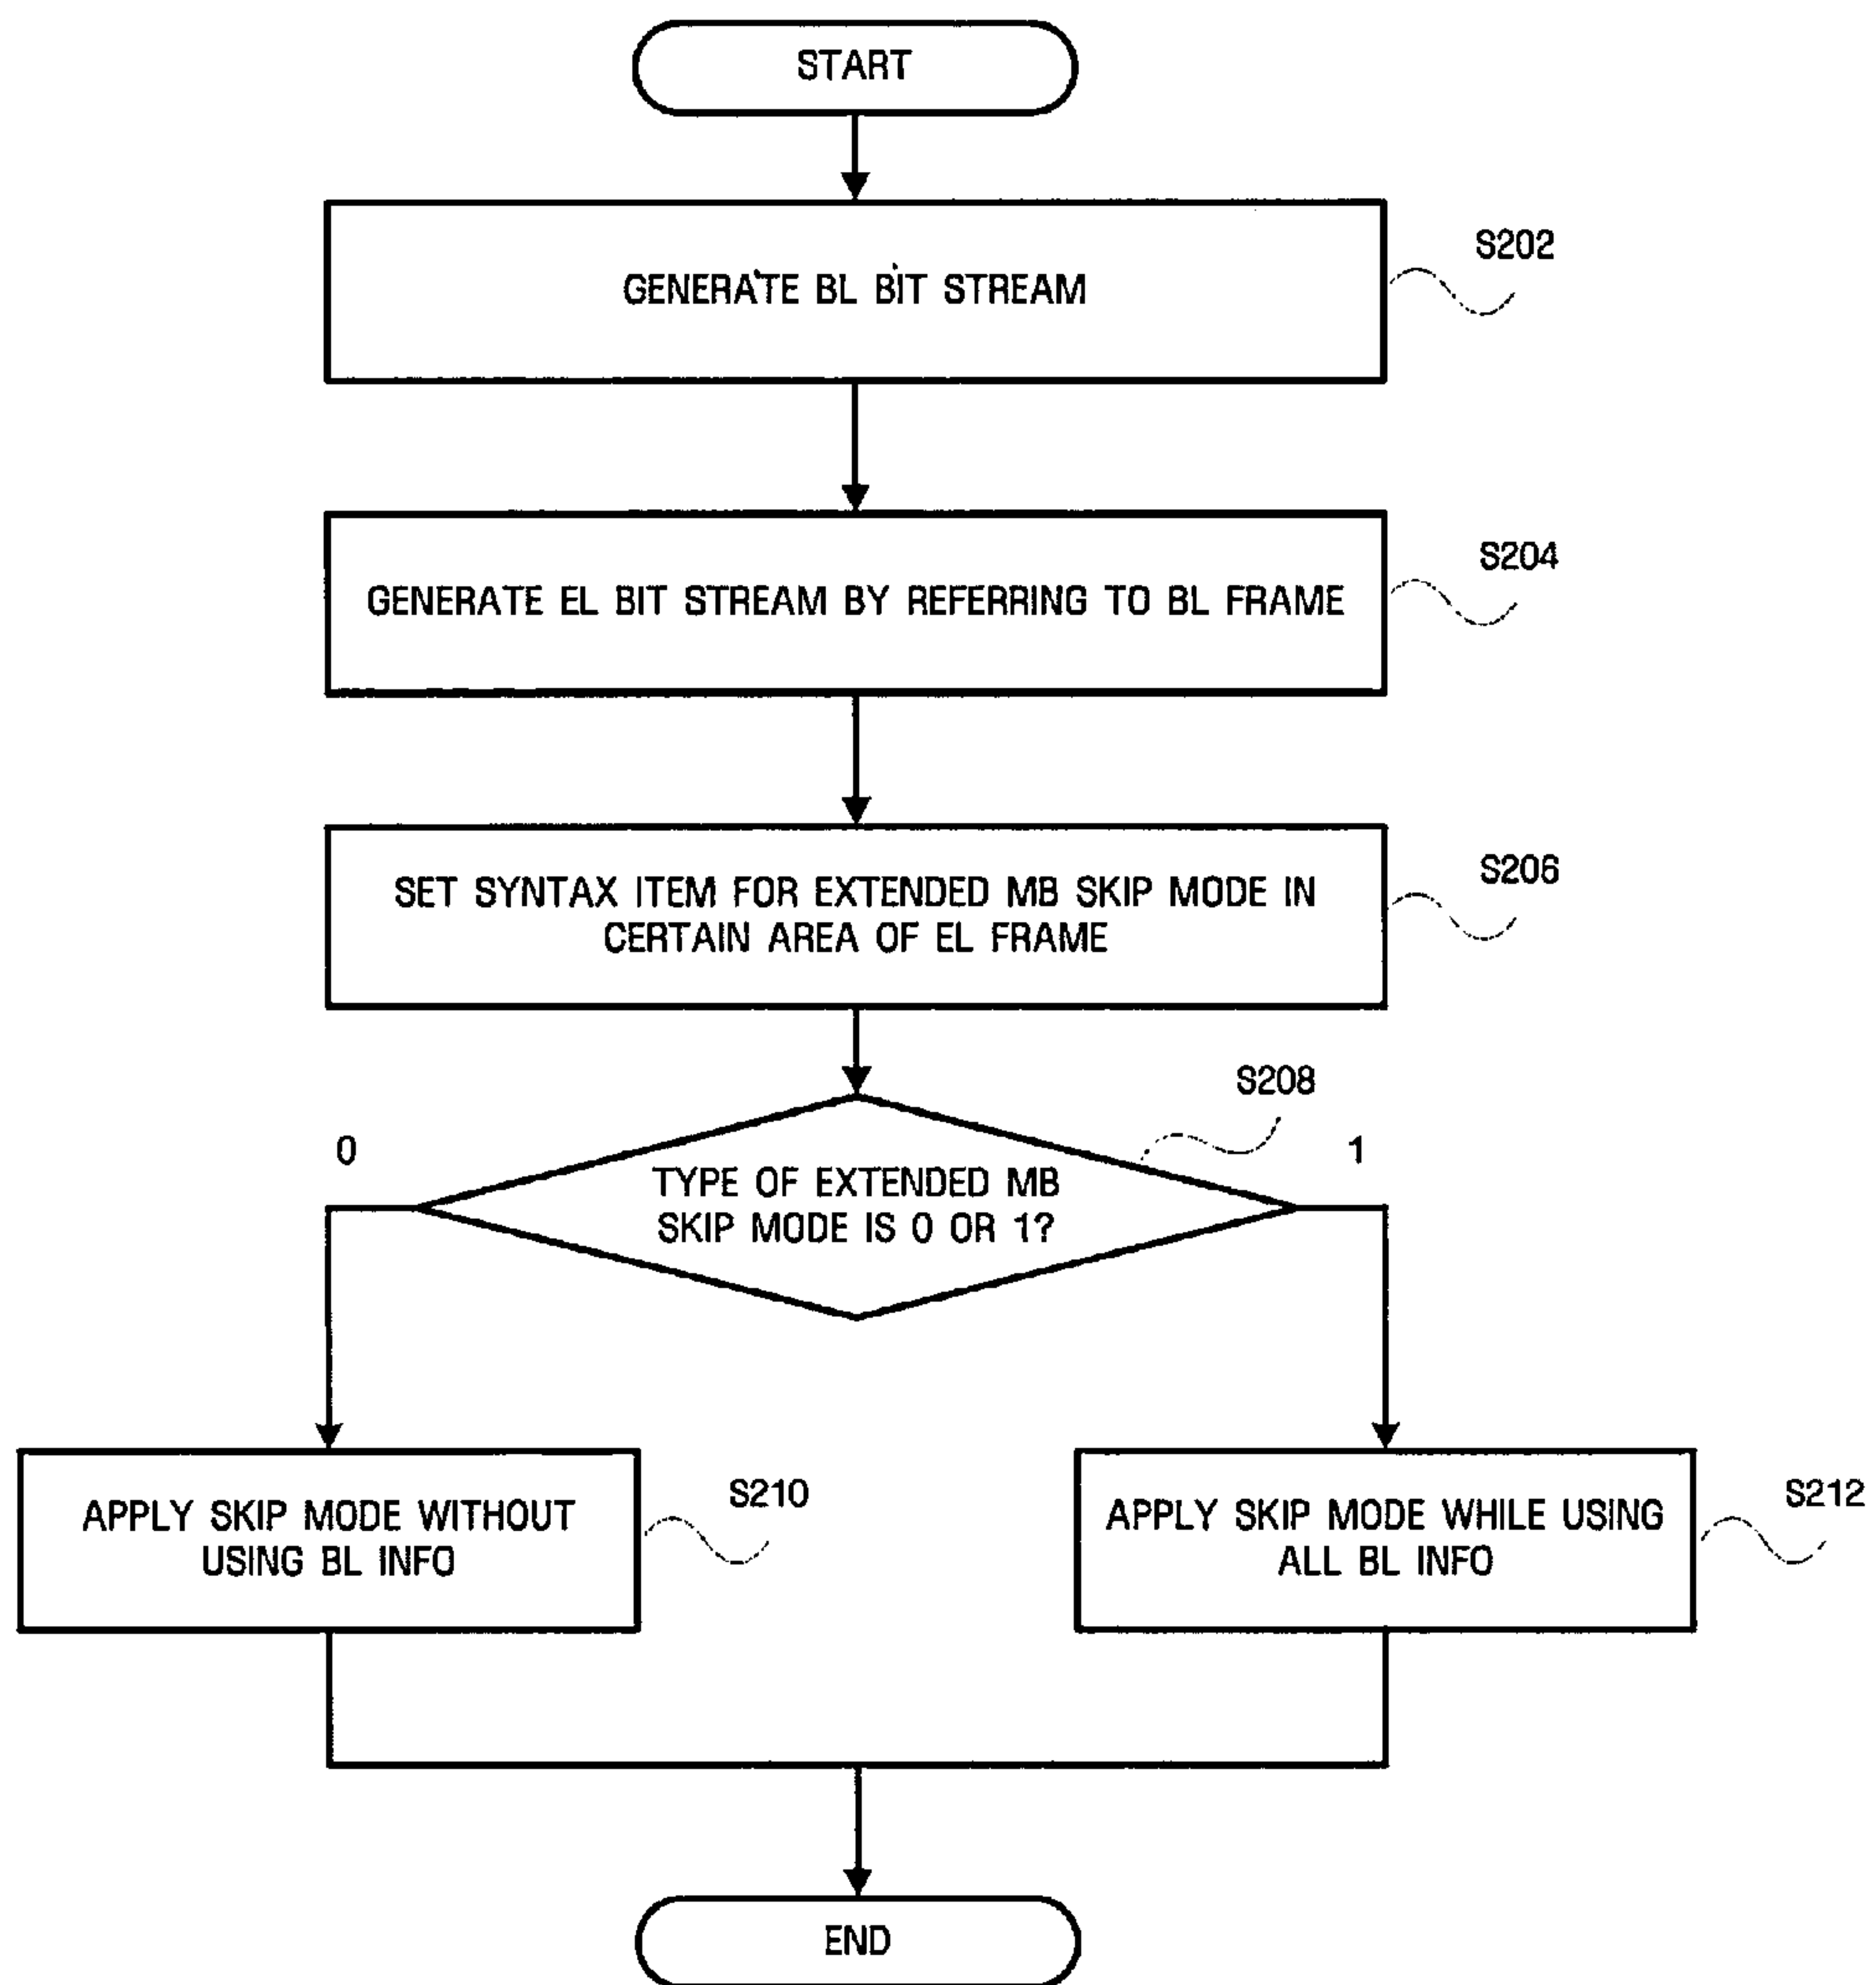 START
GENERATE BL BIT STREAM
S202
GENERATE EL BIT STREAM BY REFERRING TO BL FRAME
S204
SET SYNTAX ITEM FOR EXTENDED MB SKIP MODE IN
CERTAIN AREA OF EL FRAME
S206
S208
0
1
TYPE OF EXTENDED MB
SKIP MODE IS 0 OR 1?
APPLY SKIP MODE WITHOUT
USING BL INFO
S210
APPLY SKIP MODE WHILE USING
ALL BL INFO
S212
END